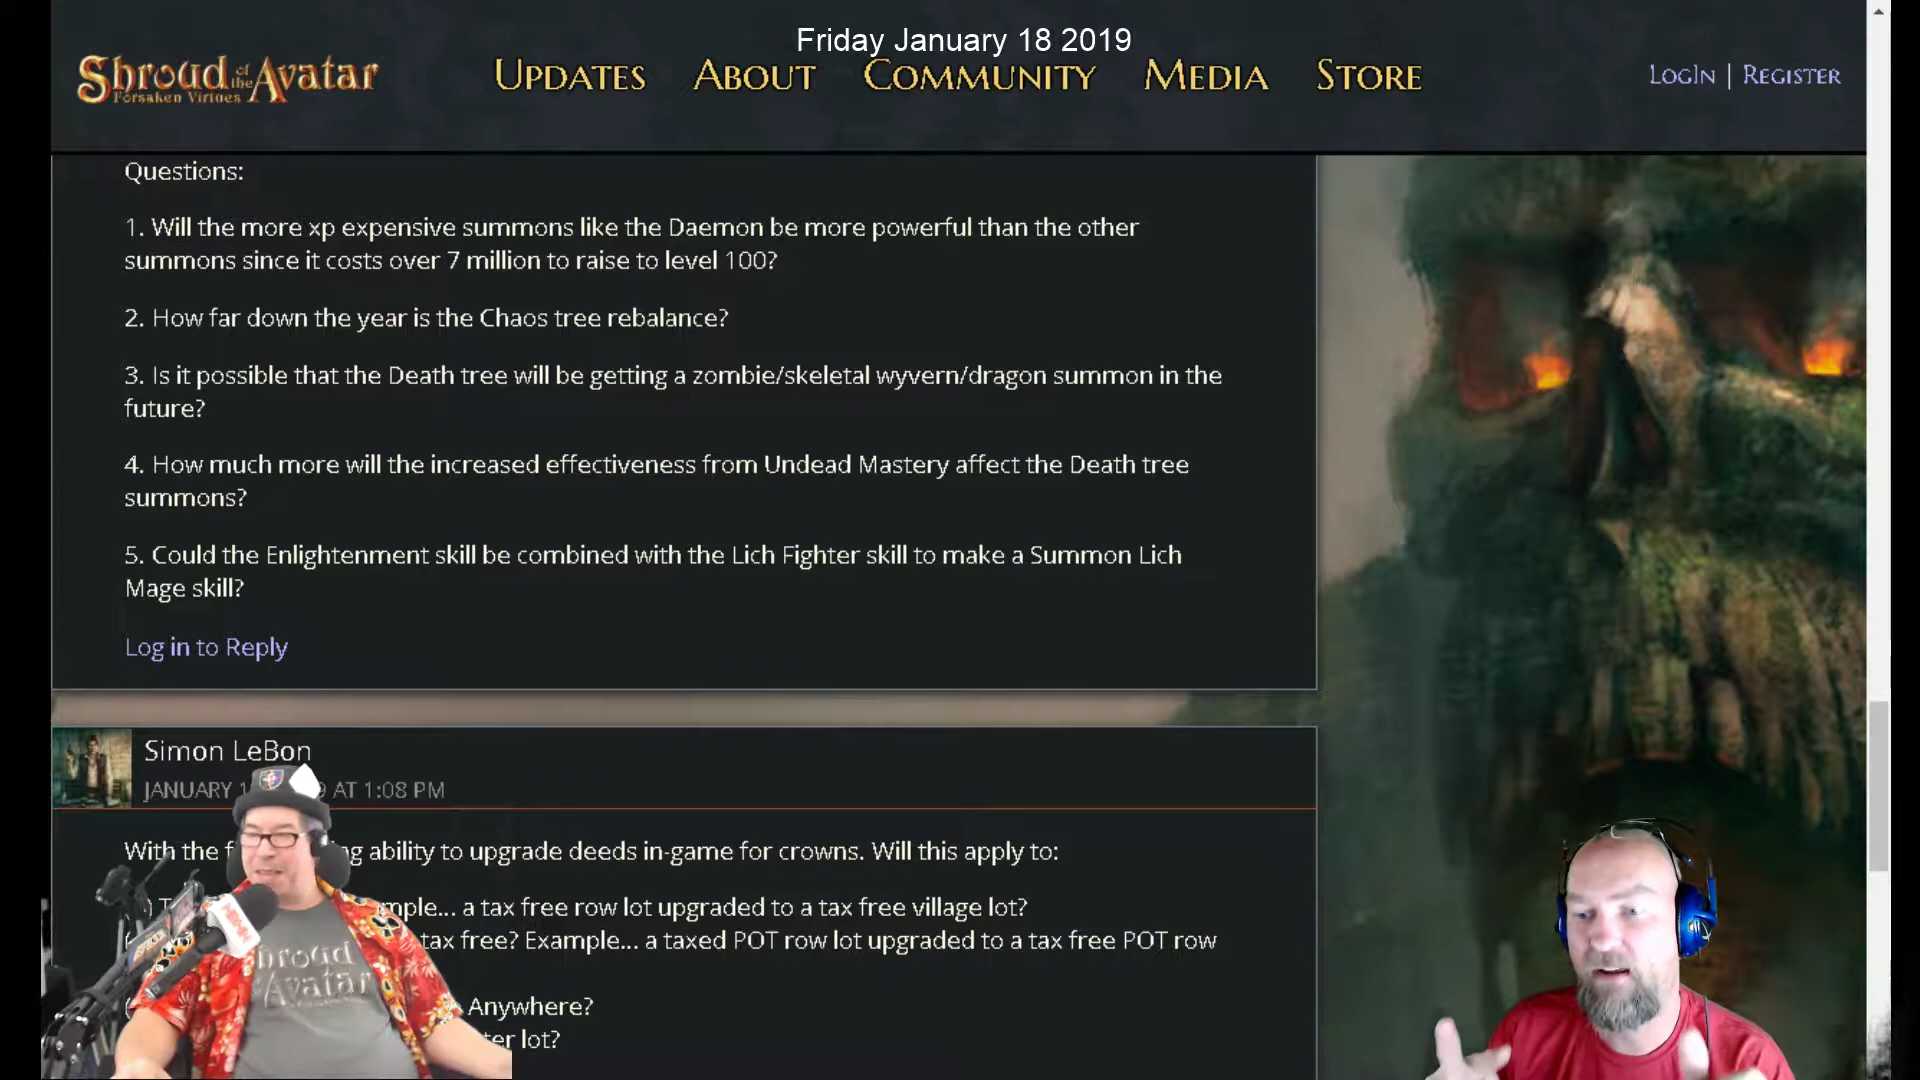 Friday January 18 2019
Shroud of the Avatar
Forsaken Virtues
Updates About Community Media Store
LogIn | Register
Questions:
1. Will the more xp expensive summons like the Daemon be more powerful than the other
summons since it costs over 7 million to raise to level 100?
2. How far down the year is the Chaos tree rebalance?
3. Is it possible that the Death tree will be getting a zombie/skeletal wyvern/dragon summon in the
future?
4. How much more will the increased effectiveness from Undead Mastery affect the Death tree
summons?
5. Could the Enlightenment skill be combined with the Lich Fighter skill to make a Summon Lich
Mage skill?
Log in to Reply
Simon LeBon
JANUARY AT 1:08 PM
With the ability to upgrade deeds in-game for crowns. Will this apply to:
a tax free row lot upgraded to a tax free village lot?
tax free? Example... a taxed POT row lot upgraded to a tax free POT row
Anywhere?
lot?
Shroud
Avatar